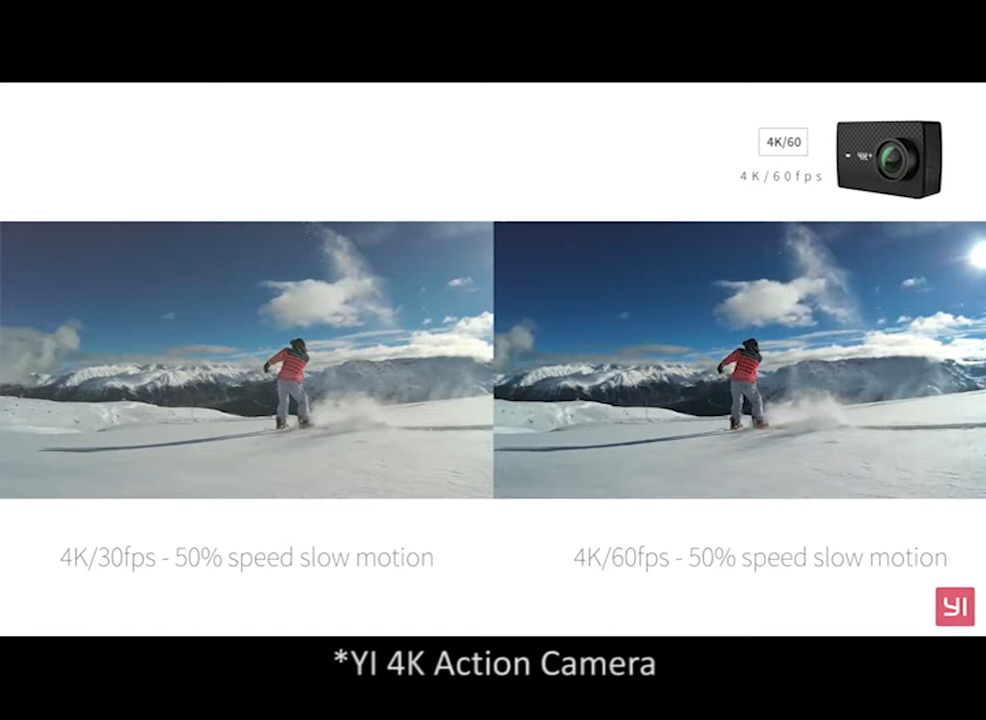 4K/60
4K/60fps
4K+
4K/30fps - 50% speed slow motion
4K/60fps - 50% speed slow motion
YI
*YI 4K Action Camera